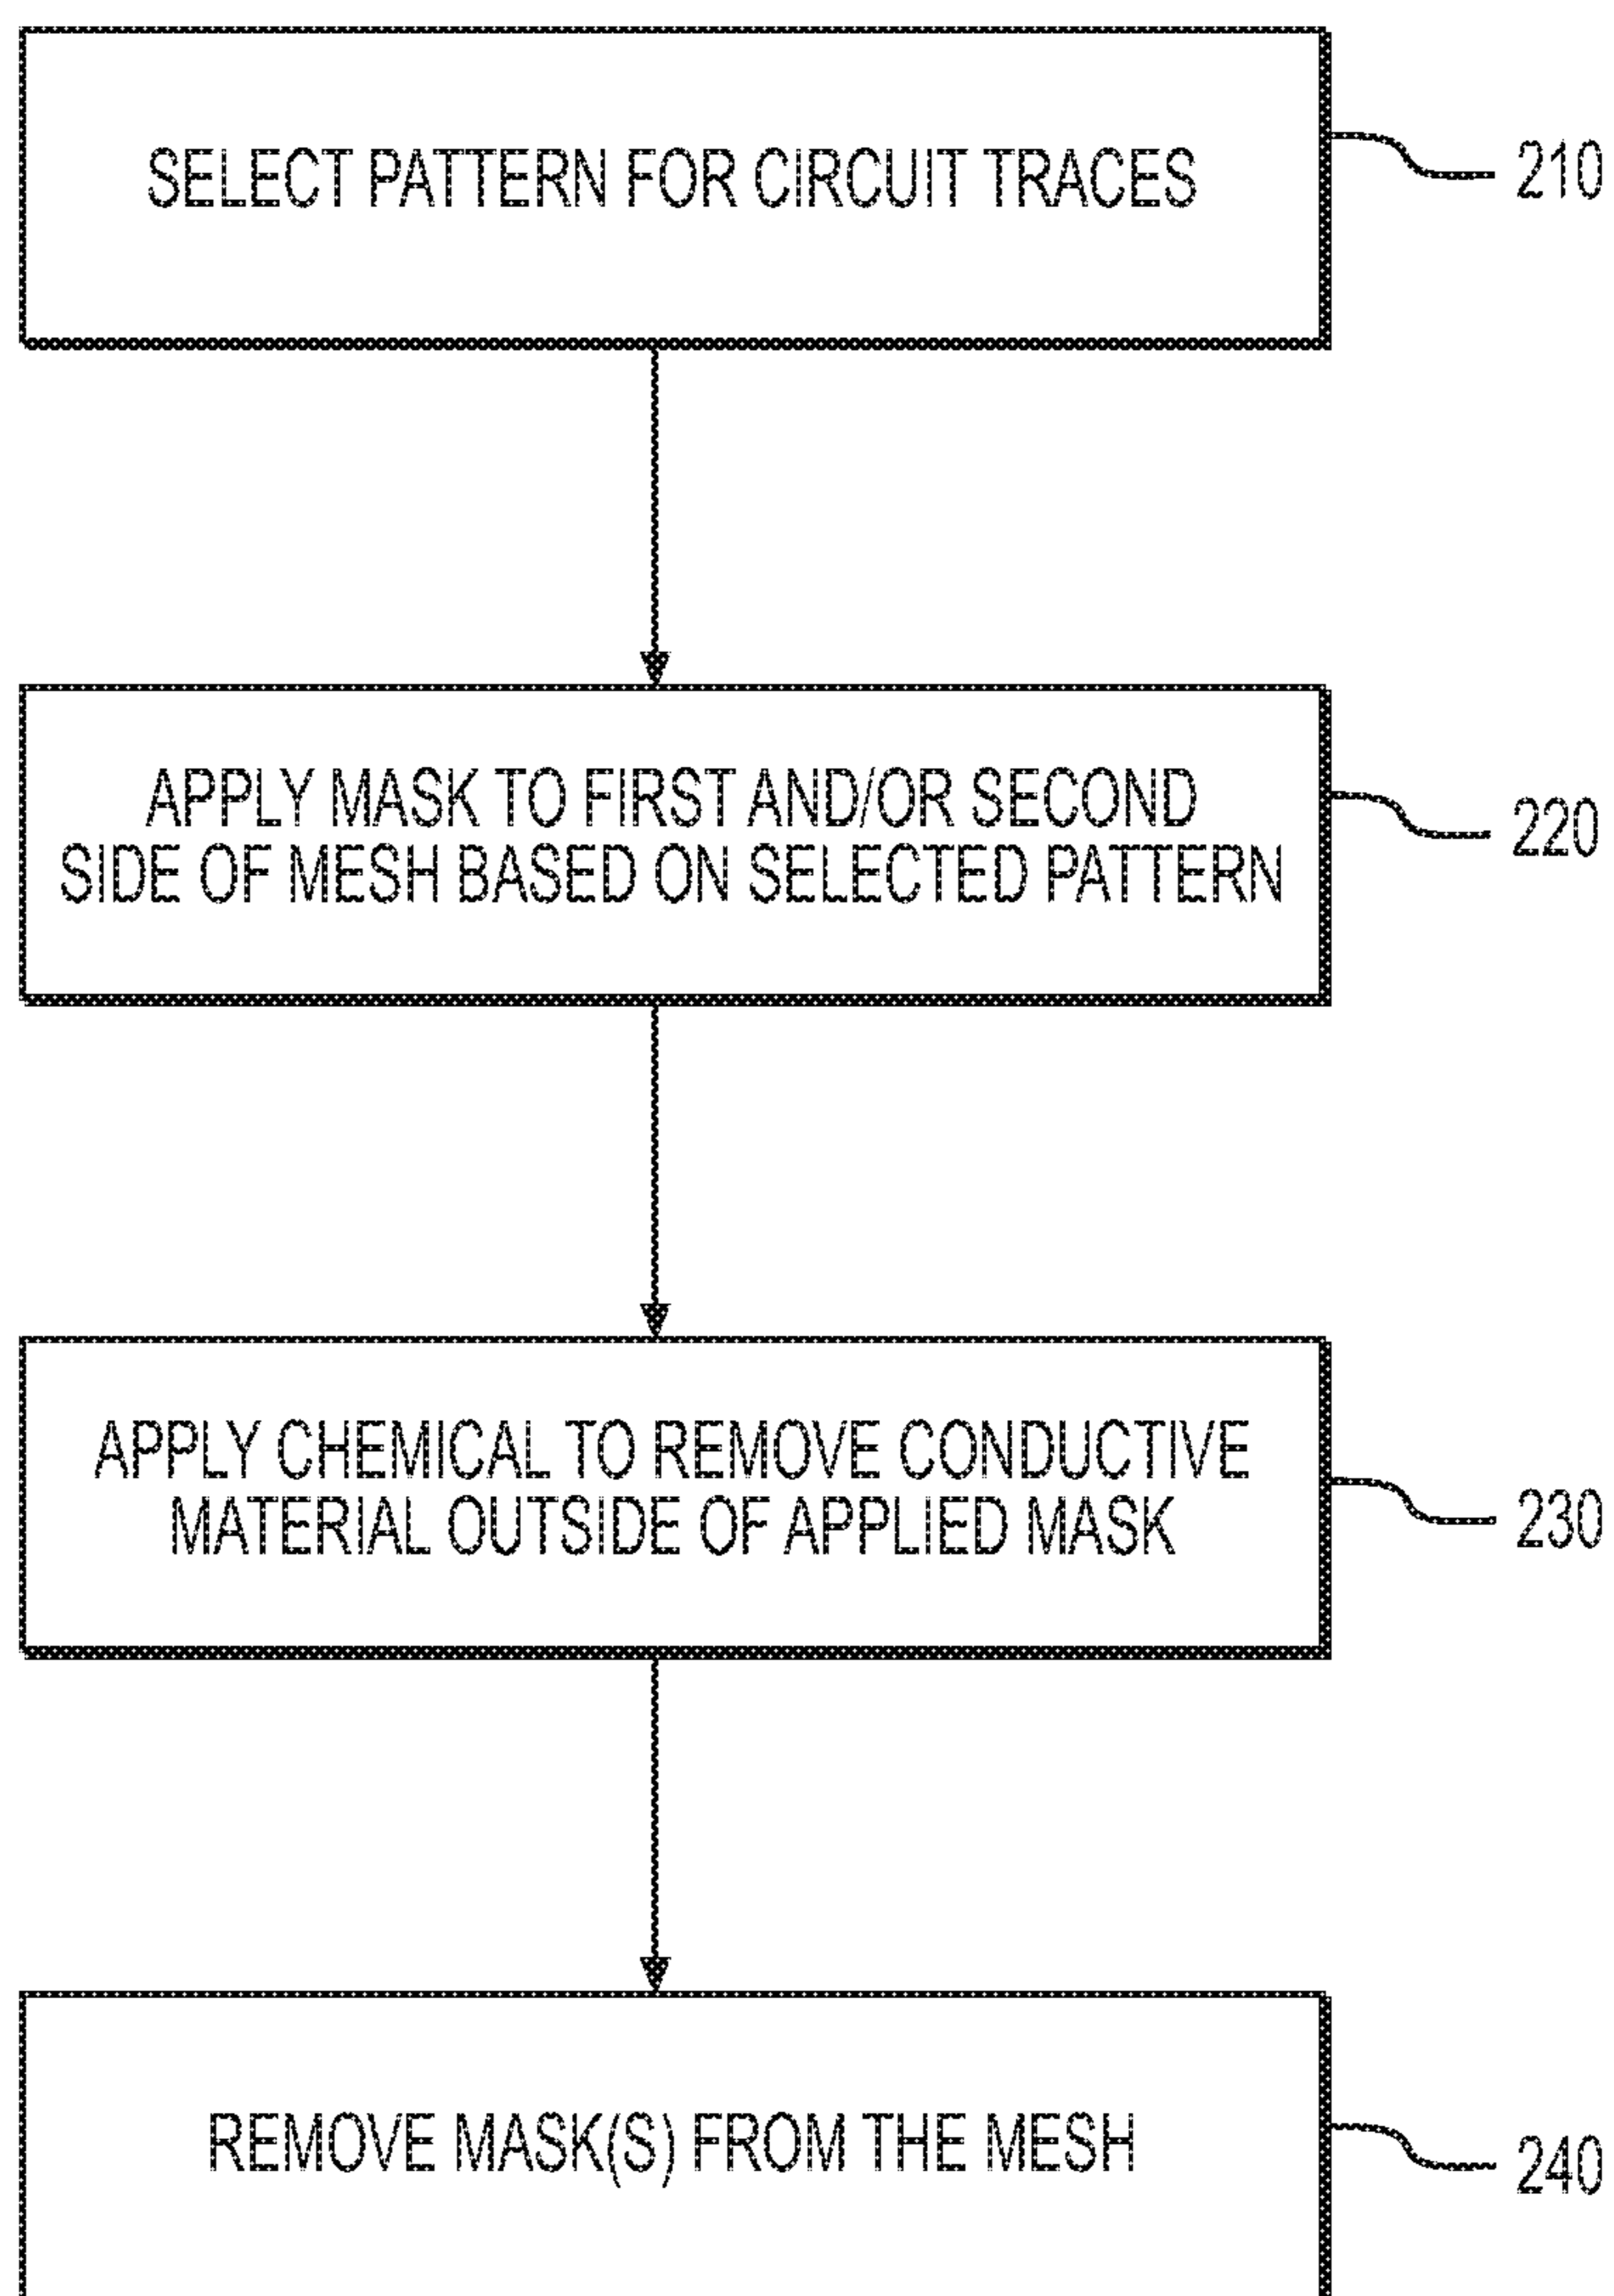 SELECT PATTERN FOR CIRCUIT TRACES
210
APPLY MASK TO FIRST AND/OR SECOND
SIDE OF MESH BASED ON SELECTED PATTERN
220
APPLY CHEMICAL TO REMOVE CONDUCTIVE
MATERIAL OUTSIDE OF APPLIED MASK
230
REMOVE MASK(S) FROM THE MESH
240